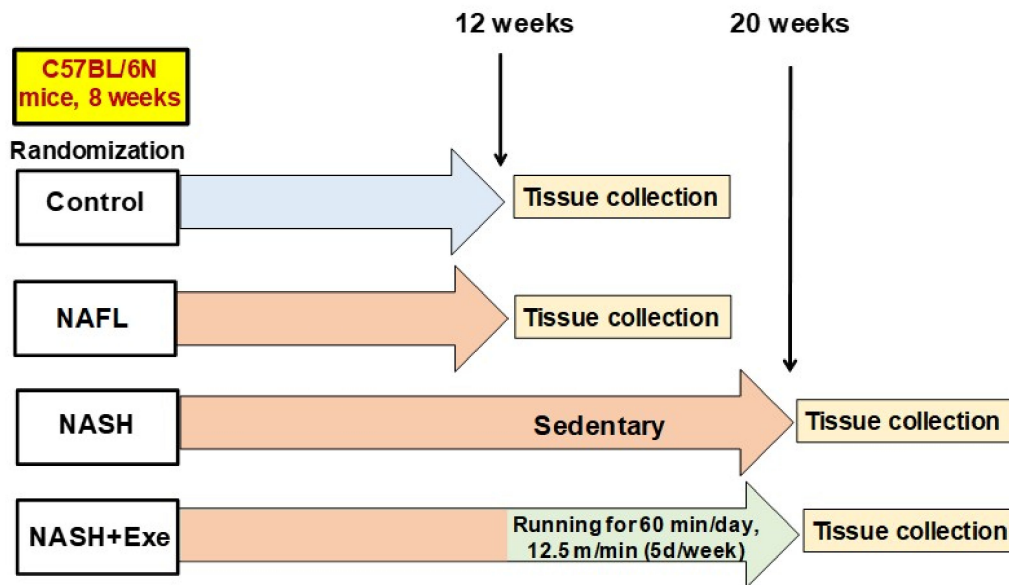 12 weeks
20 weeks
C57BL/6N
mice, 8 weeks
Randomization
Control
Tissue collection
NAFL
Tissue collection
NASH
Sedentary
Tissue collection
NASH+Exe
Running for 60 min/day,
12.5 m/min (5d/week)
Tissue collection